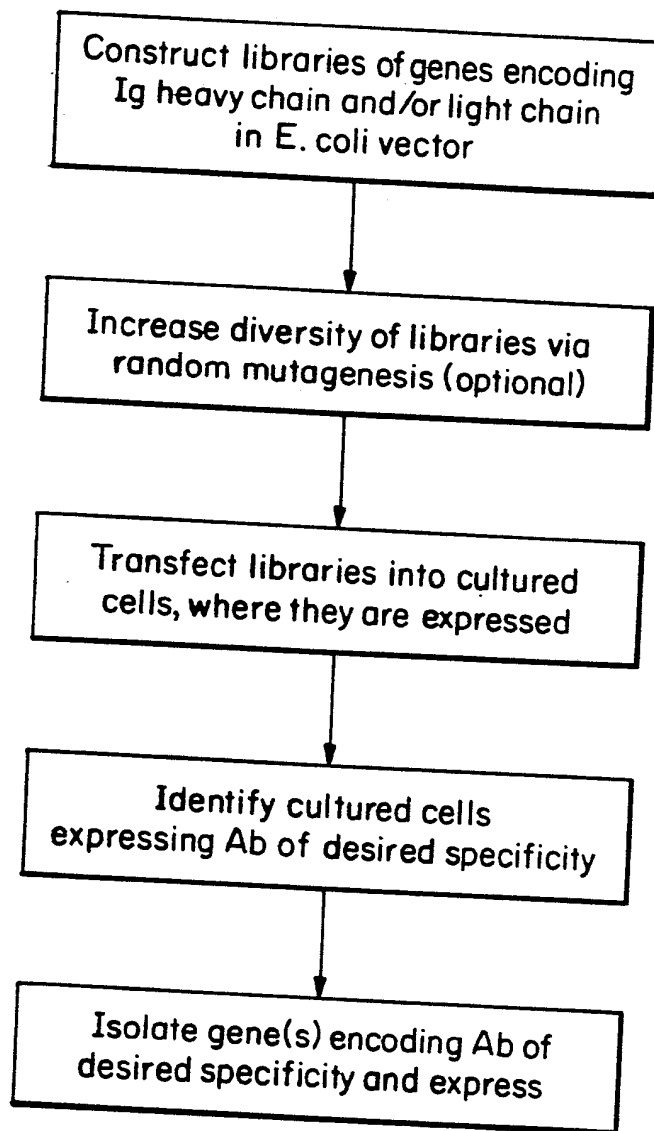 Construct libraries of genes encoding
Ig heavy chain and/or light chain
in E. coli vector
Increase diversity of libraries via
random mutagenesis (optional)
Transfect libraries into cultured
cells, where they are expressed
Identify cultured cells
expressing Ab of desired specificity
Isolate gene(s) encoding Ab of
desired specificity and express